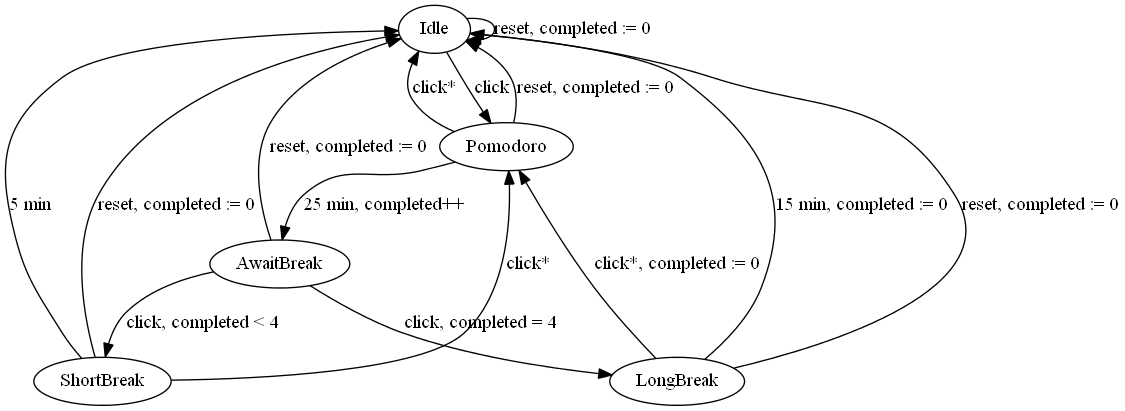 Idle
reset, completed := 0
click*
click
reset, completed := 0
Pomodoro
reset, completed := 0
5 min
reset, completed := 0
25 min, completed++
15 min, completed := 0
reset, completed := 0
AwaitBreak
click*
click*, completed := 0
click, completed < 4
click, completed = 4
ShortBreak
LongBreak